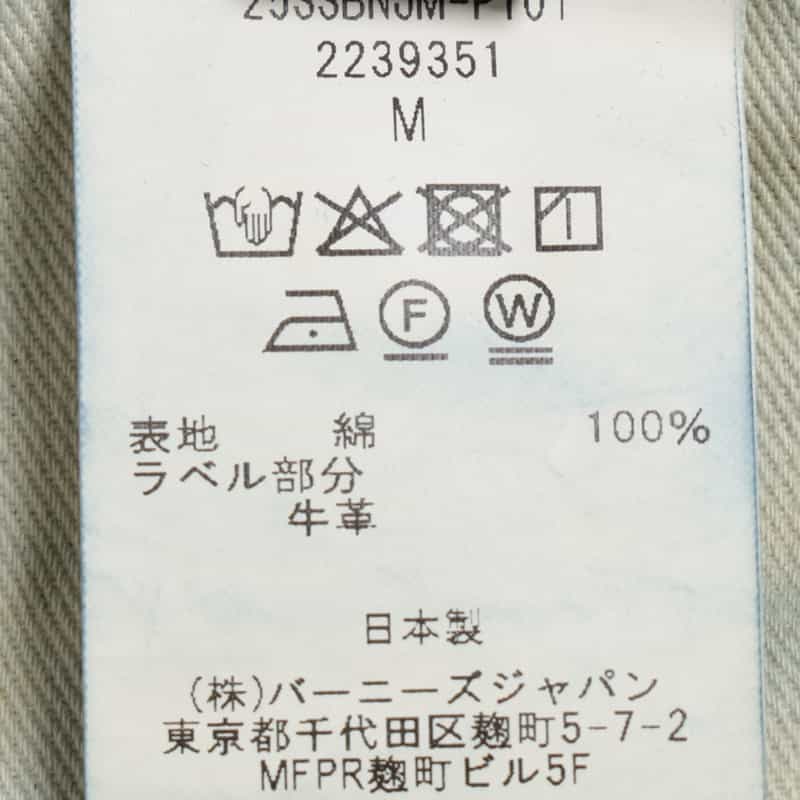 25SSBN5M-PT01
2239351
M
F W
表地 綿 100%
ラベル部分
牛革
日本製
(株)バーニーズジャパン
東京都千代田区麹町5-7-2
MFPR麹町ビル5F